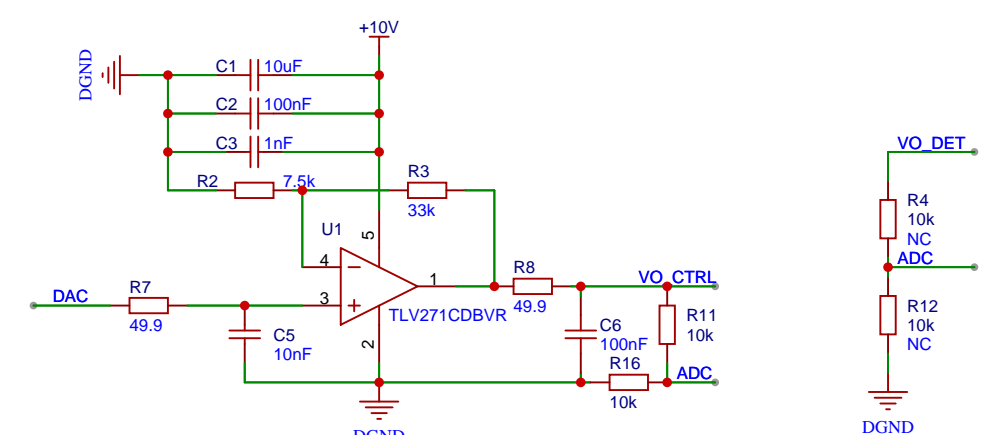 +10V
DGND
C1
10uF
C2
100nF
C3
1nF
R2
7.5k
R3
33k
U1
5
4
3
1
2
TLV271CDBVR
DAC
R7
49.9
C5
10nF
R8
49.9
VO_CTRL
C6
100nF
R11
10k
R16
10k
ADC
DGND
VO_DET
R4
10k
NC
ADC
R12
10k
NC
DGND